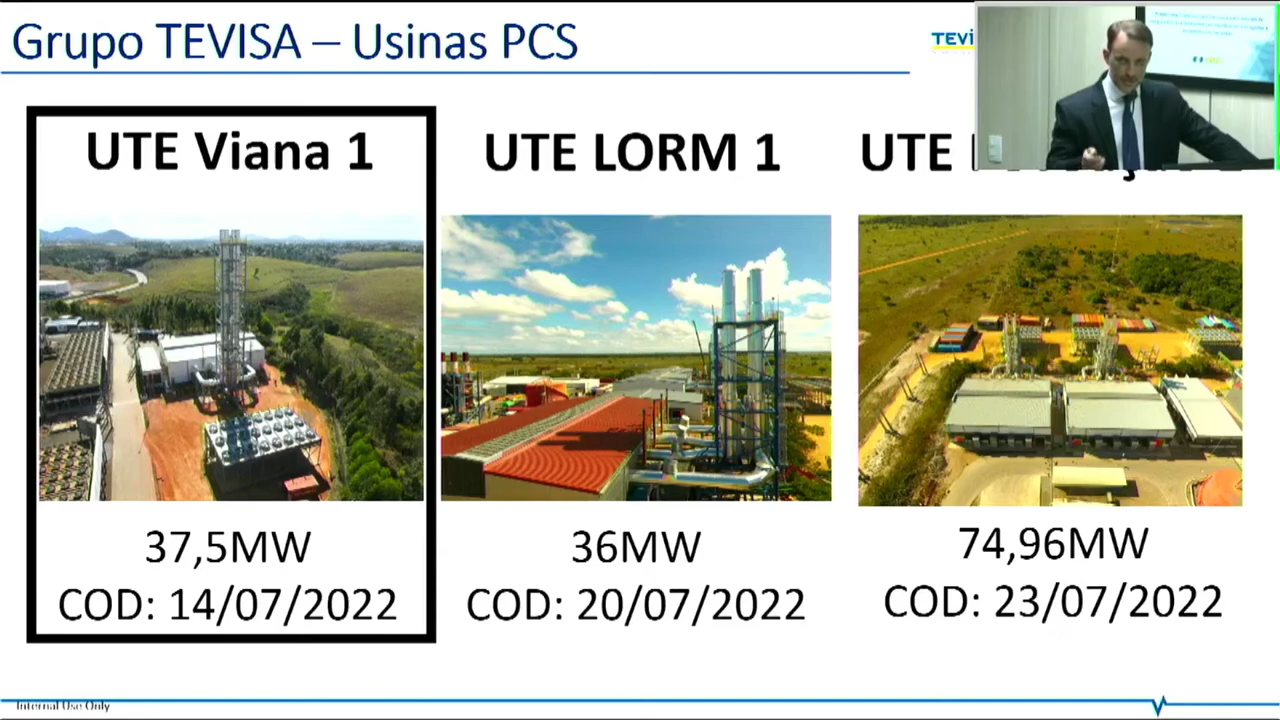 Grupo TEVISA – Usinas PCS
UTE Viana 1
UTE LORM 1
UTE
37,5MW
COD: 14/07/2022
36MW
COD: 20/07/2022
74,96MW
COD: 23/07/2022
Internal Use Only